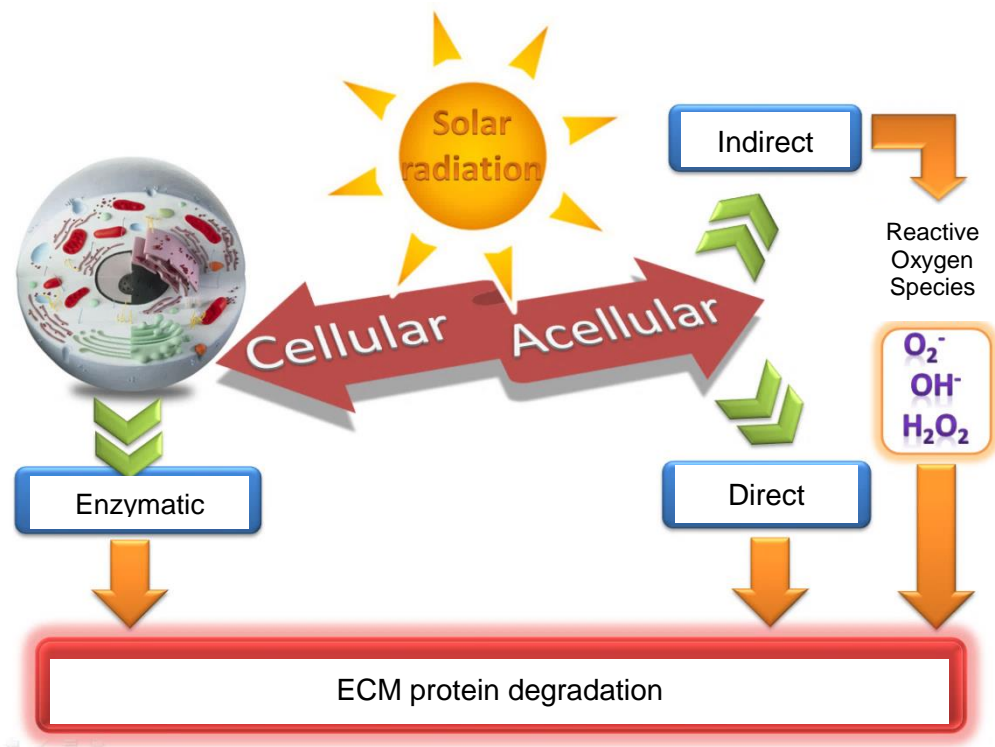 Solar
radiation
Indirect
Reactive
Oxygen
Species
Cellular
Acellular
O₂⁻
OH⁻
H₂O₂
Enzymatic
Direct
ECM protein degradation